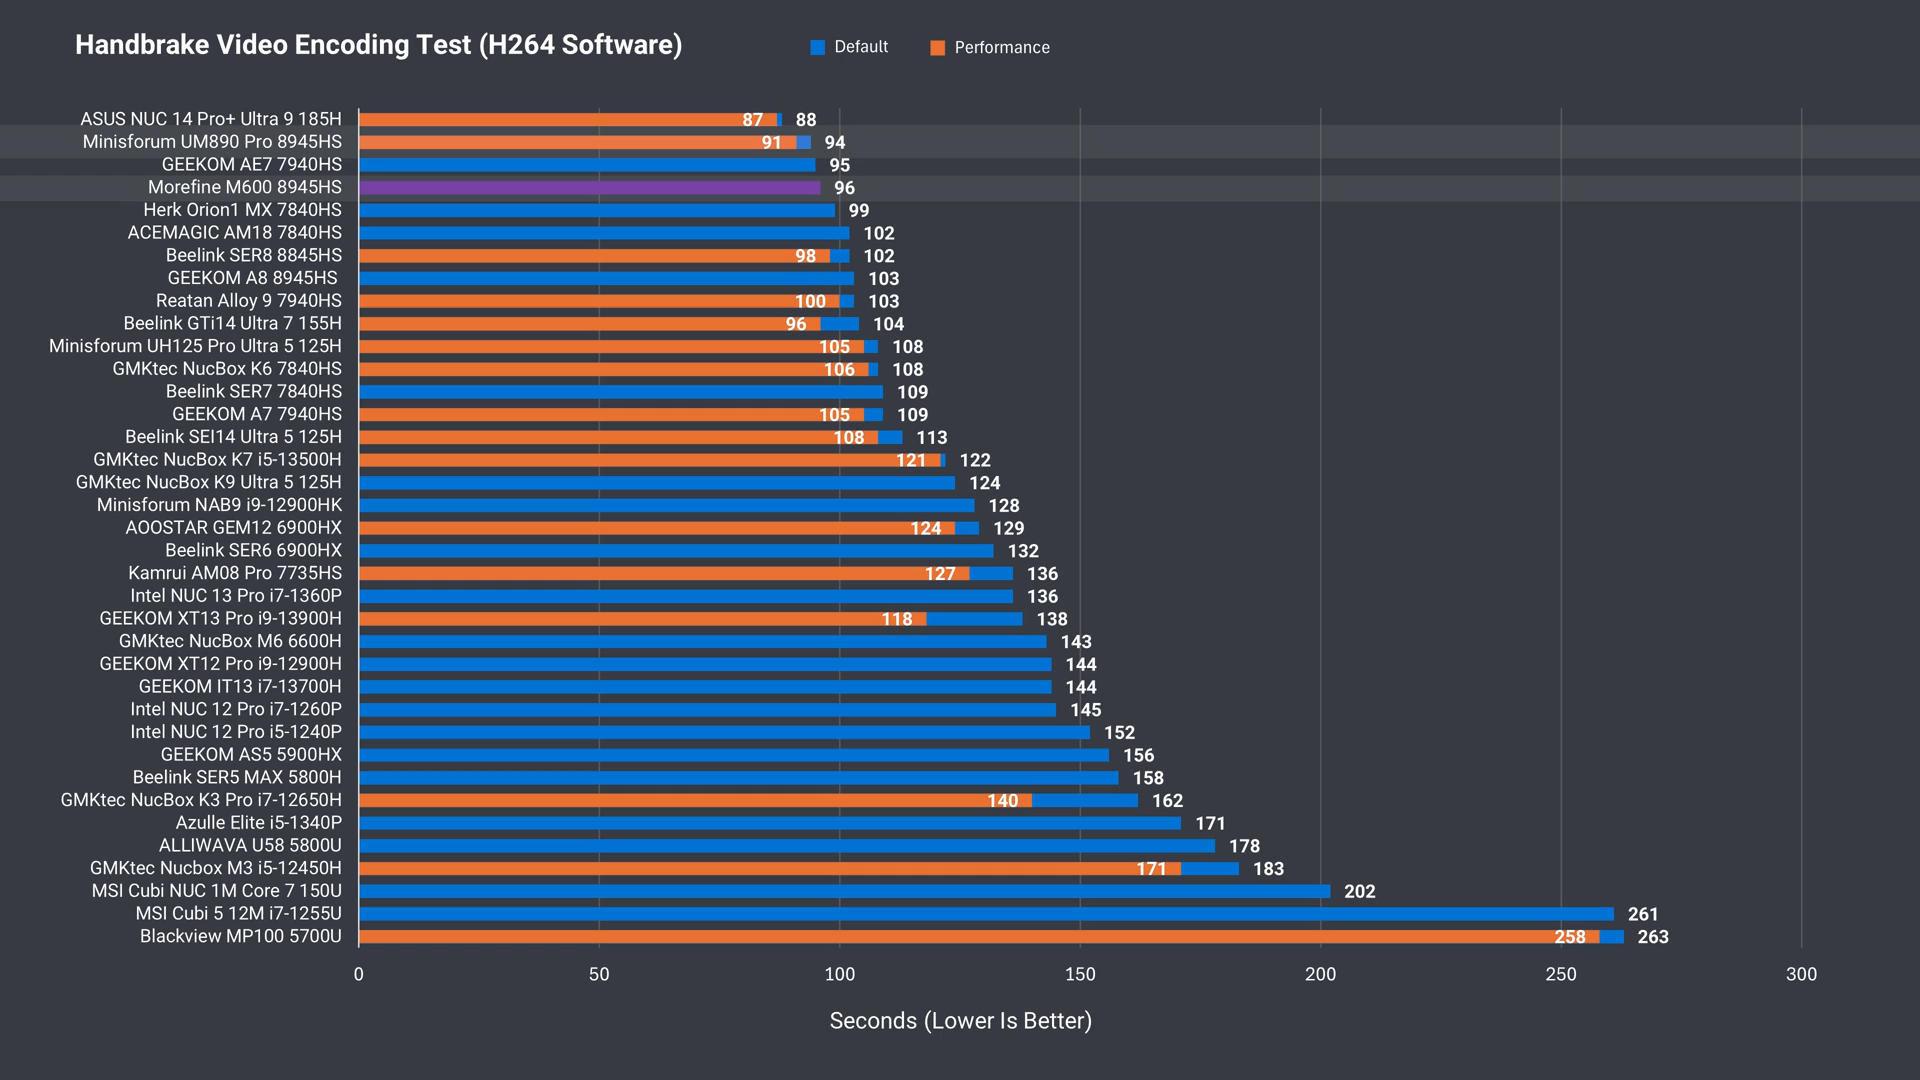 Handbrake Video Encoding Test (H264 Software)
Default
Performance
ASUS NUC 14 Pro+ Ultra 9 185H 87 88
Minisforum UM890 Pro 8945HS 91 94
GEEKOM AE7 7940HS 95
Morefine M600 8945HS 96
Herk Orion1 MX 7840HS 99
ACEMAGIC AM18 7840HS 102
Beelink SER8 8845HS 98 102
GEEKOM A8 8945HS 103
Reatan Alloy 9 7940HS 100 103
Beelink GTi14 Ultra 7 155H 96 104
Minisforum UH125 Pro Ultra 5 125H 105 108
GMKtec NucBox K6 7840HS 106 108
Beelink SER7 7840HS 109
GEEKOM A7 7940HS 105 109
Beelink SEI14 Ultra 5 125H 108 113
GMKtec NucBox K7 i5-13500H 121 122
GMKtec NucBox K9 Ultra 5 125H 124
Minisforum NAB9 i9-12900HK 128
AOOSTAR GEM12 6900HX 124 129
Beelink SER6 6900HX 132
Kamrui AM08 Pro 7735HS 127 136
Intel NUC 13 Pro i7-1360P 136
GEEKOM XT13 Pro i9-13900H 118 138
GMKtec NucBox M6 6600H 143
GEEKOM XT12 Pro i9-12900H 144
GEEKOM IT13 i7-13700H 144
Intel NUC 12 Pro i7-1260P 145
Intel NUC 12 Pro i5-1240P 152
GEEKOM AS5 5900HX 156
Beelink SER5 MAX 5800H 158
GMKtec NucBox K3 Pro i7-12650H 140 162
Azulle Elite i5-1340P 171
ALLIWAVA U58 5800U 178
GMKtec Nucbox M3 i5-12450H 171 183
MSI Cubi NUC 1M Core 7 150U 202
MSI Cubi 5 12M i7-1255U 261
Blackview MP100 5700U 258 263
0 50 100 150 200 250 300
Seconds (Lower Is Better)